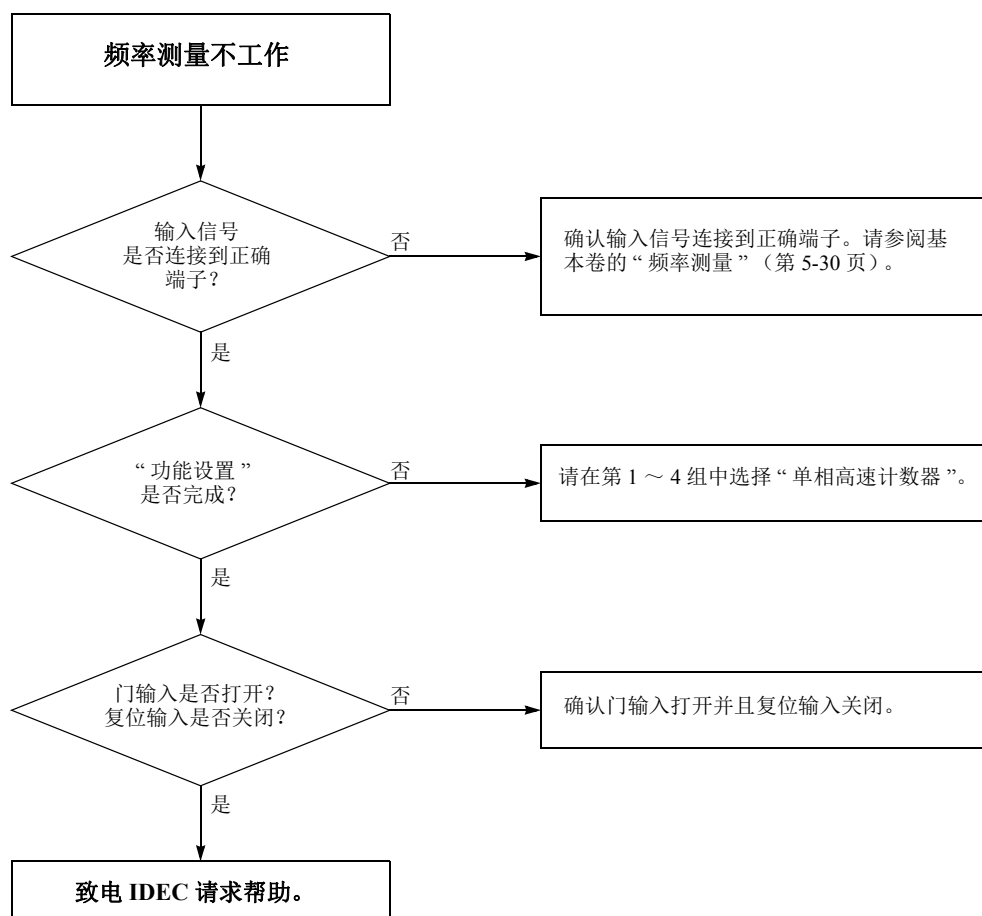 频率测量不工作
输入信号
是否连接到正确
端子？
否
确认输入信号连接到正确端子。请参阅基
本卷的“ 频率测量 ”（第 5-30 页）。
是
“ 功能设置 ”
是否完成？
否
请在第 1 ～ 4 组中选择“ 单相高速计数器 ”。
是
门输入是否打开？
复位输入是否关闭？
否
确认门输入打开并且复位输入关闭。
是
致电 IDEC 请求帮助。